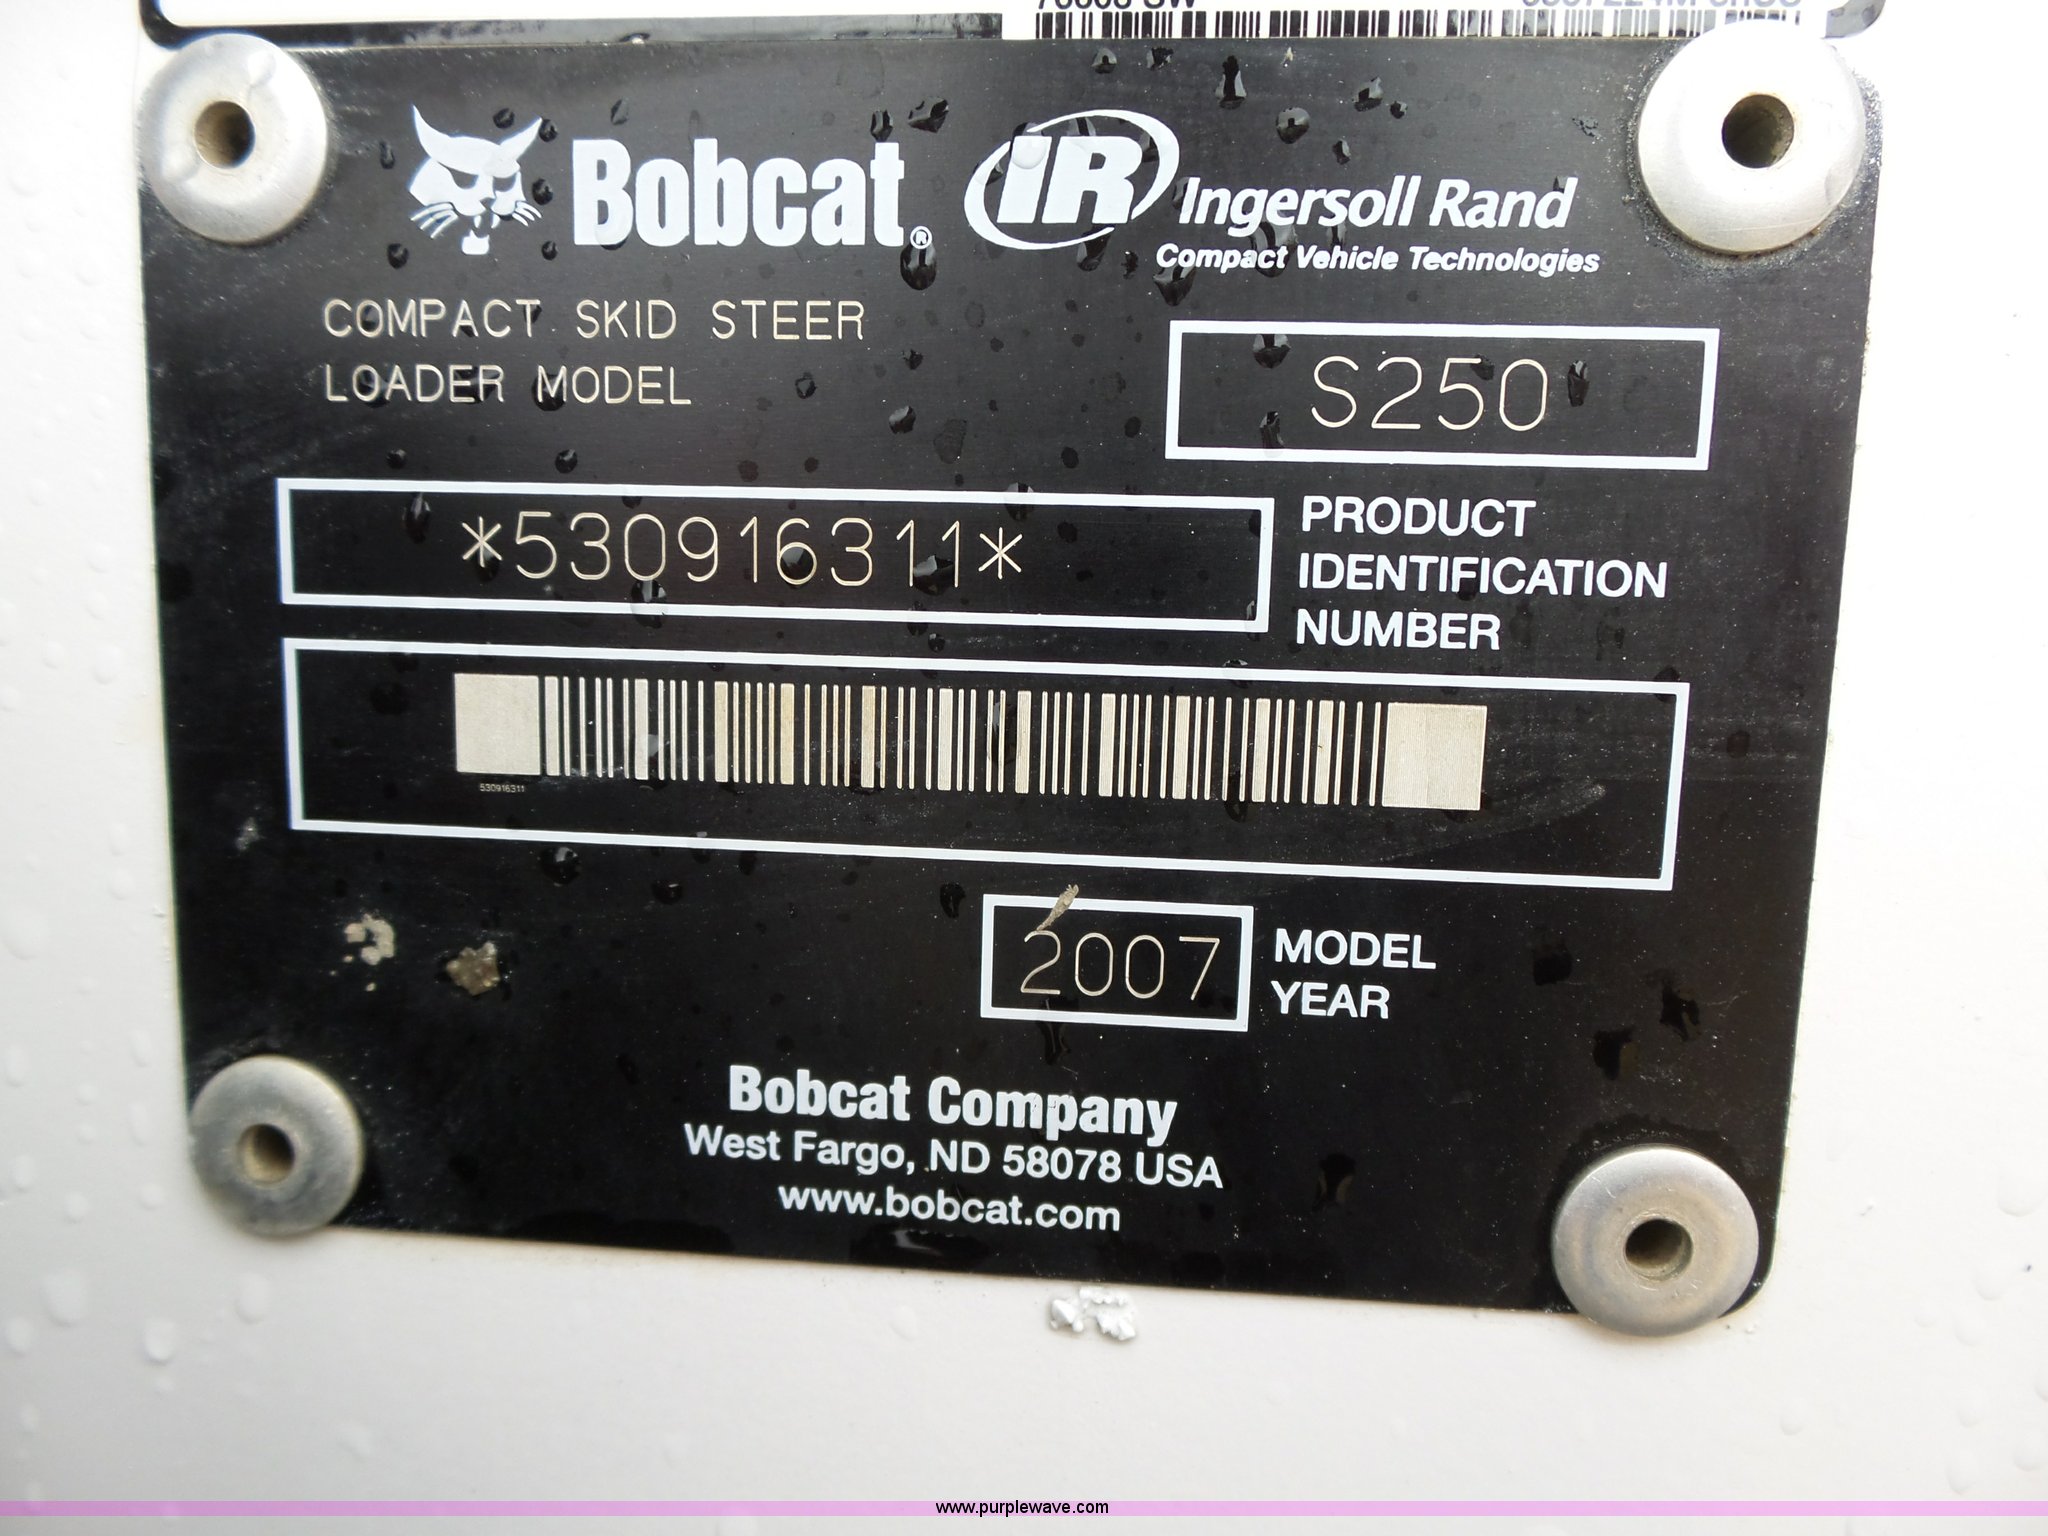 Bobcat®
IR Ingersoll Rand
Compact Vehicle Technologies
COMPACT SKID STEER
LOADER MODEL
S250
*530916311*
PRODUCT
IDENTIFICATION
NUMBER
530916311
2007
MODEL
YEAR
Bobcat Company
West Fargo, ND 58078 USA
www.bobcat.com
www.purplewave.com